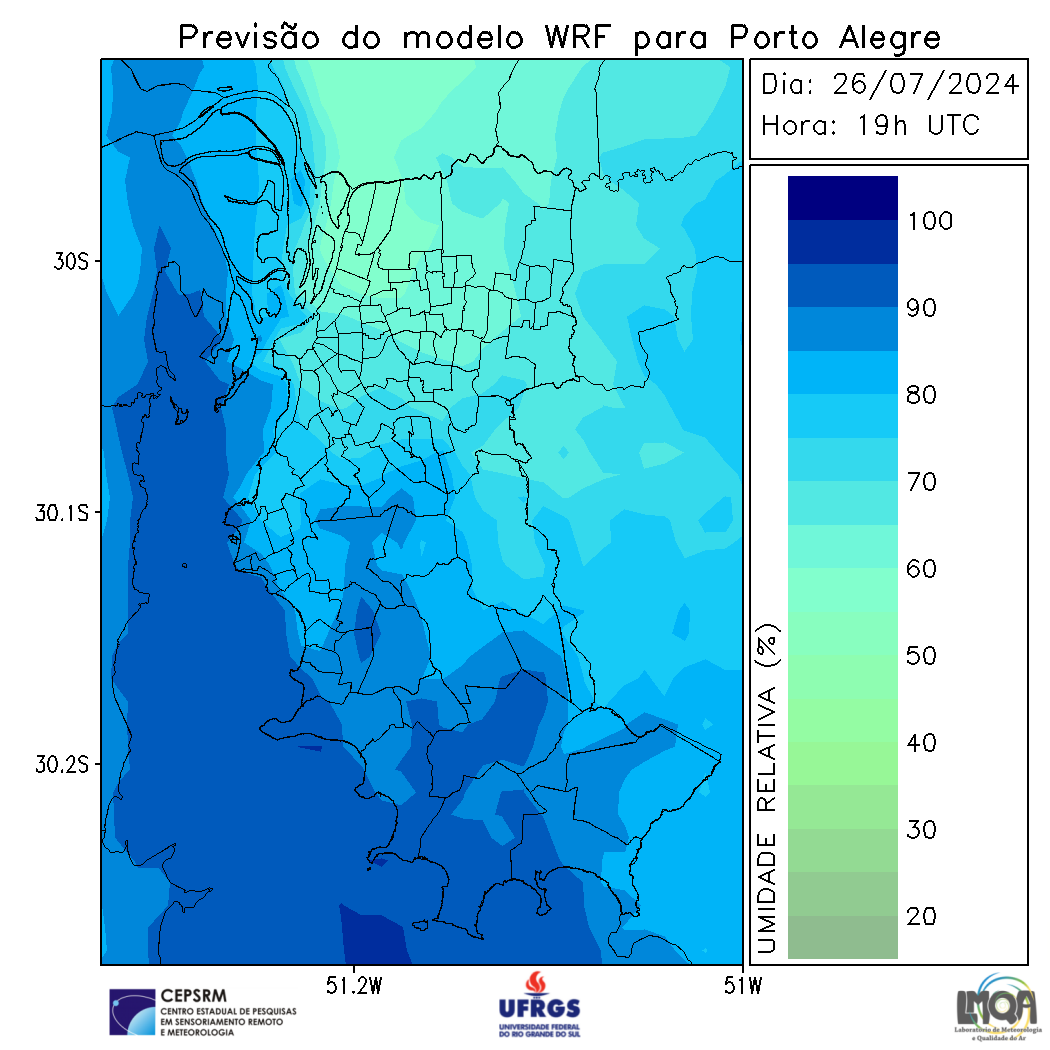 Previsão do modelo WRF para Porto Alegre
Dia: 26/07/2024
Hora: 19h UTC
30S
30.1S
30.2S
51.2W
51W
UMIDADE RELATIVA (%)
100
90
80
70
60
50
40
30
20
CEPSRM
CENTRO ESTADUAL DE PESQUISAS
EM SENSORIAMENTO REMOTO
E METEOROLOGIA
UFRGS
UNIVERSIDADE FEDERAL
DO RIO GRANDE DO SUL
LMQA
Laboratório de Meteorologia
e Qualidade do Ar